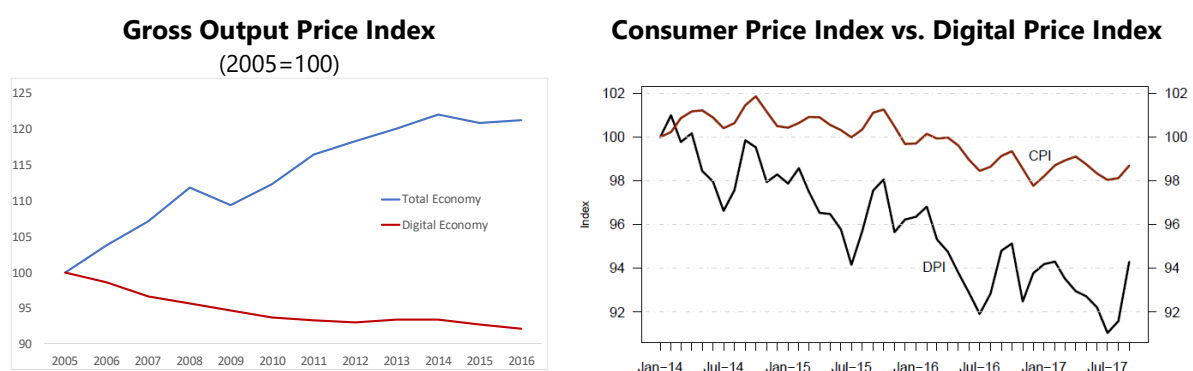 Gross Output Price Index
(2005=100)
125
120
115
110
105
100
95
90
Total Economy
Digital Economy
2005 2006 2007 2008 2009 2010 2011 2012 2013 2014 2015 2016
Consumer Price Index vs. Digital Price Index
102 102
100 100
98 98
96 96
94 94
92 92
Index
CPI
DPI
Jan−14 Jul−14 Jan−15 Jul−15 Jan−16 Jul−16 Jan−17 Jul−17